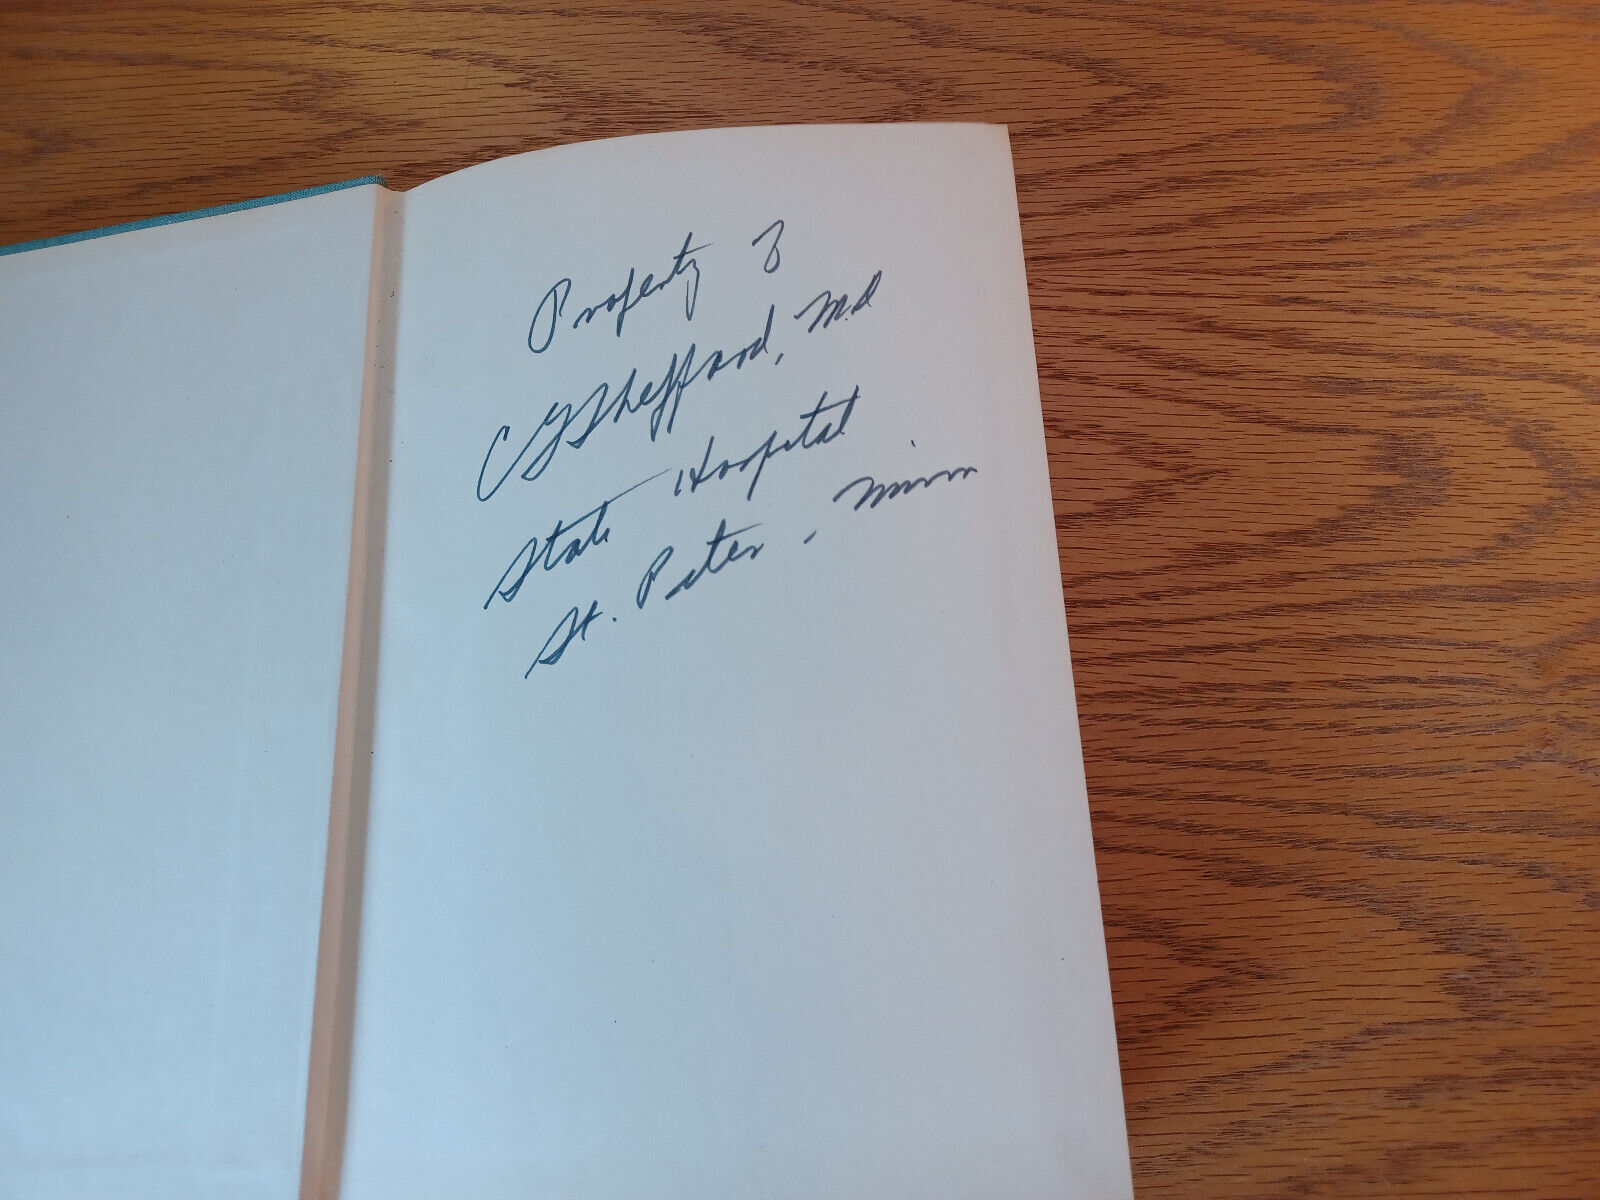 Property of
C G Sheppard, M.D
State Hospital
St. Peter, Minn